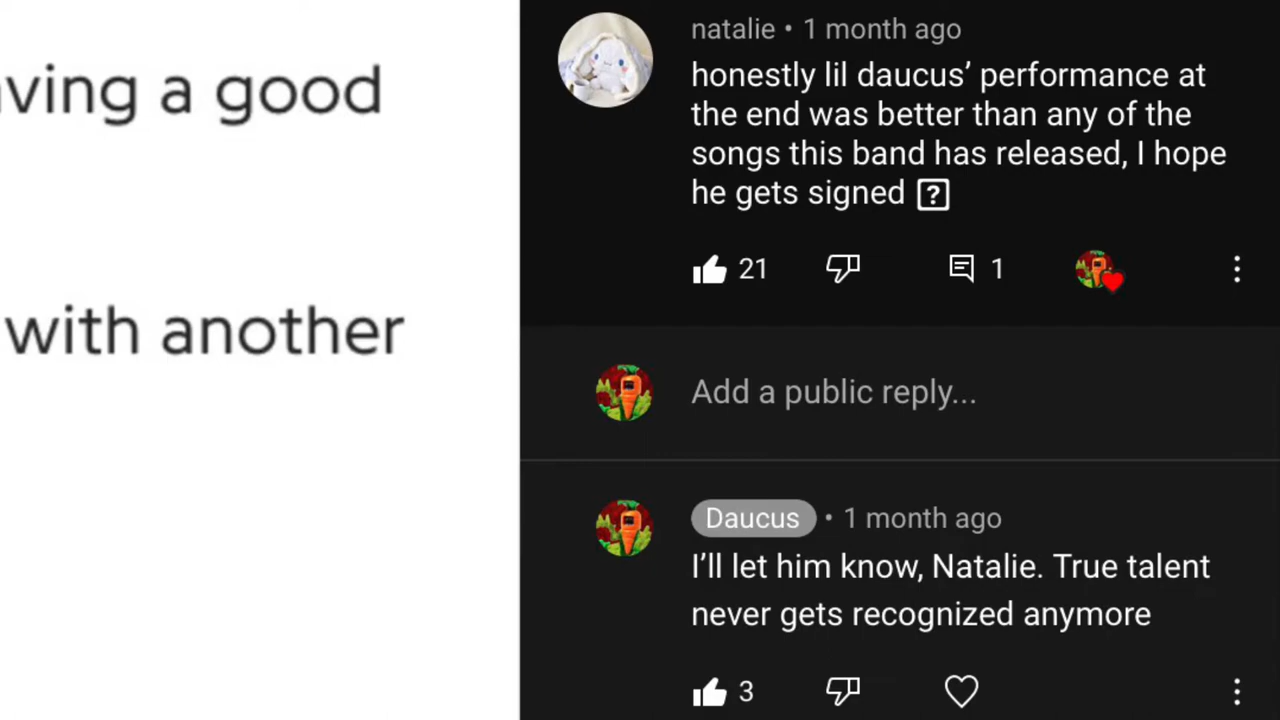 ving a good
with another
natalie • 1 month ago
honestly lil daucus’ performance at
the end was better than any of the
songs this band has released, I hope
he gets signed
21
1
Add a public reply...
Daucus • 1 month ago
I’ll let him know, Natalie. True talent
never gets recognized anymore
3